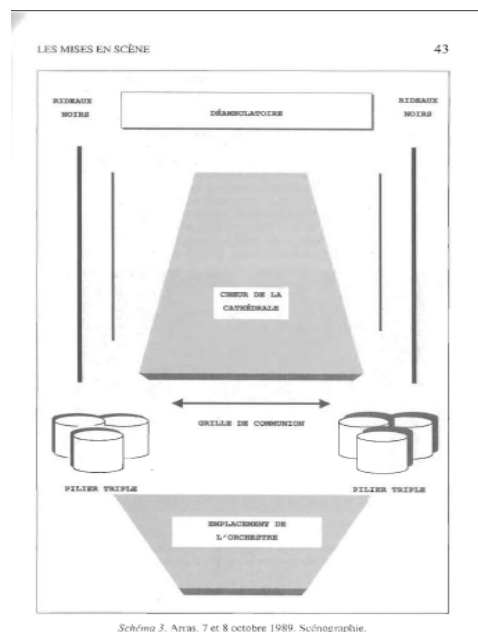 LES MISES EN SCÈNE 43
RIDEAUX
NOIRS
DÉAMBULATOIRE
RIDEAUX
NOIRS
CHŒUR DE LA
CATHÉDRALE
GRILLE DE COMMUNION
PILIER TRIPLE
PILIER TRIPLE
EMPLACEMENT DE
L'ORCHESTRE
Schéma 3. Arras, 7 et 8 octobre 1989. Scénographie.